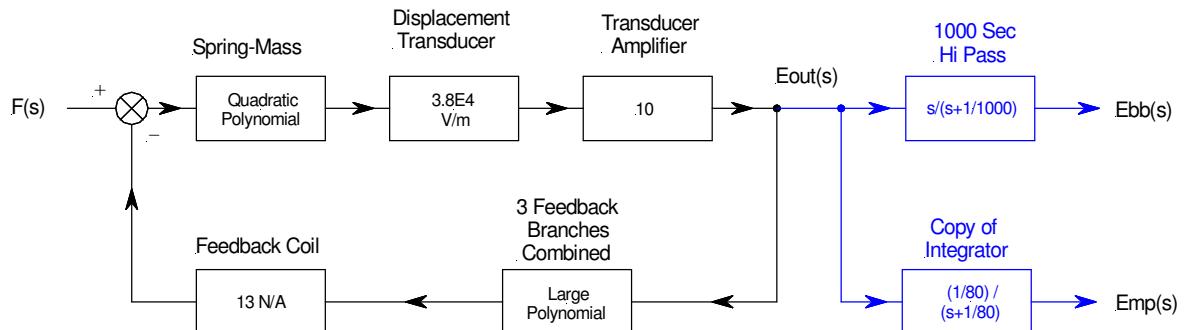 Displacement
Transducer
Transducer
Amplifier
1000 Sec
Hi Pass
Spring-Mass
Eout(s)
F(s)
+
−
Quadratic
Polynomial
3.8E4
V/m
10
s/(s+1/1000)
Ebb(s)
3 Feedback
Branches
Combined
Feedback Coil
Copy of
Integrator
13 N/A
Large
Polynomial
(1/80) /
(s+1/80)
Emp(s)